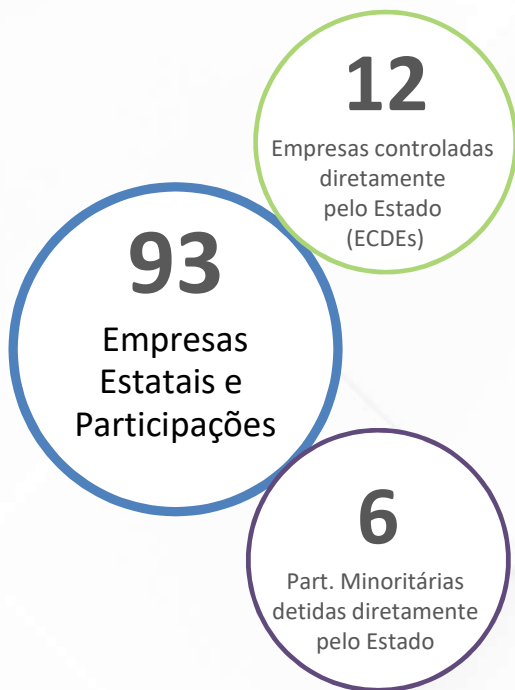 12
Empresas controladas
diretamente
pelo Estado
(ECDEs)
93
Empresas
Estatais e
Participações
6
Part. Minoritárias
detidas diretamente
pelo Estado